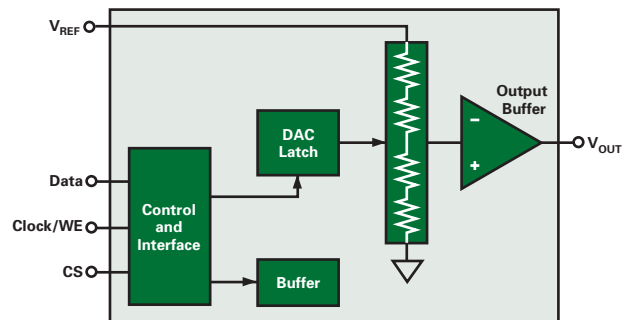 VREF
Output
Buffer
−
+
VOUT
DAC
Latch
Data
Clock/WE
CS
Control
and
Interface
Buffer